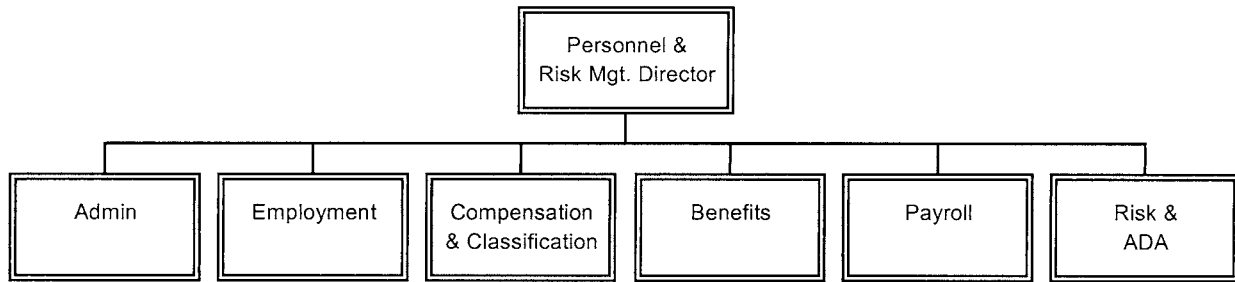 Personnel &
Risk Mgt. Director
Admin
Employment
Compensation
& Classification
Benefits
Payroll
Risk &
ADA